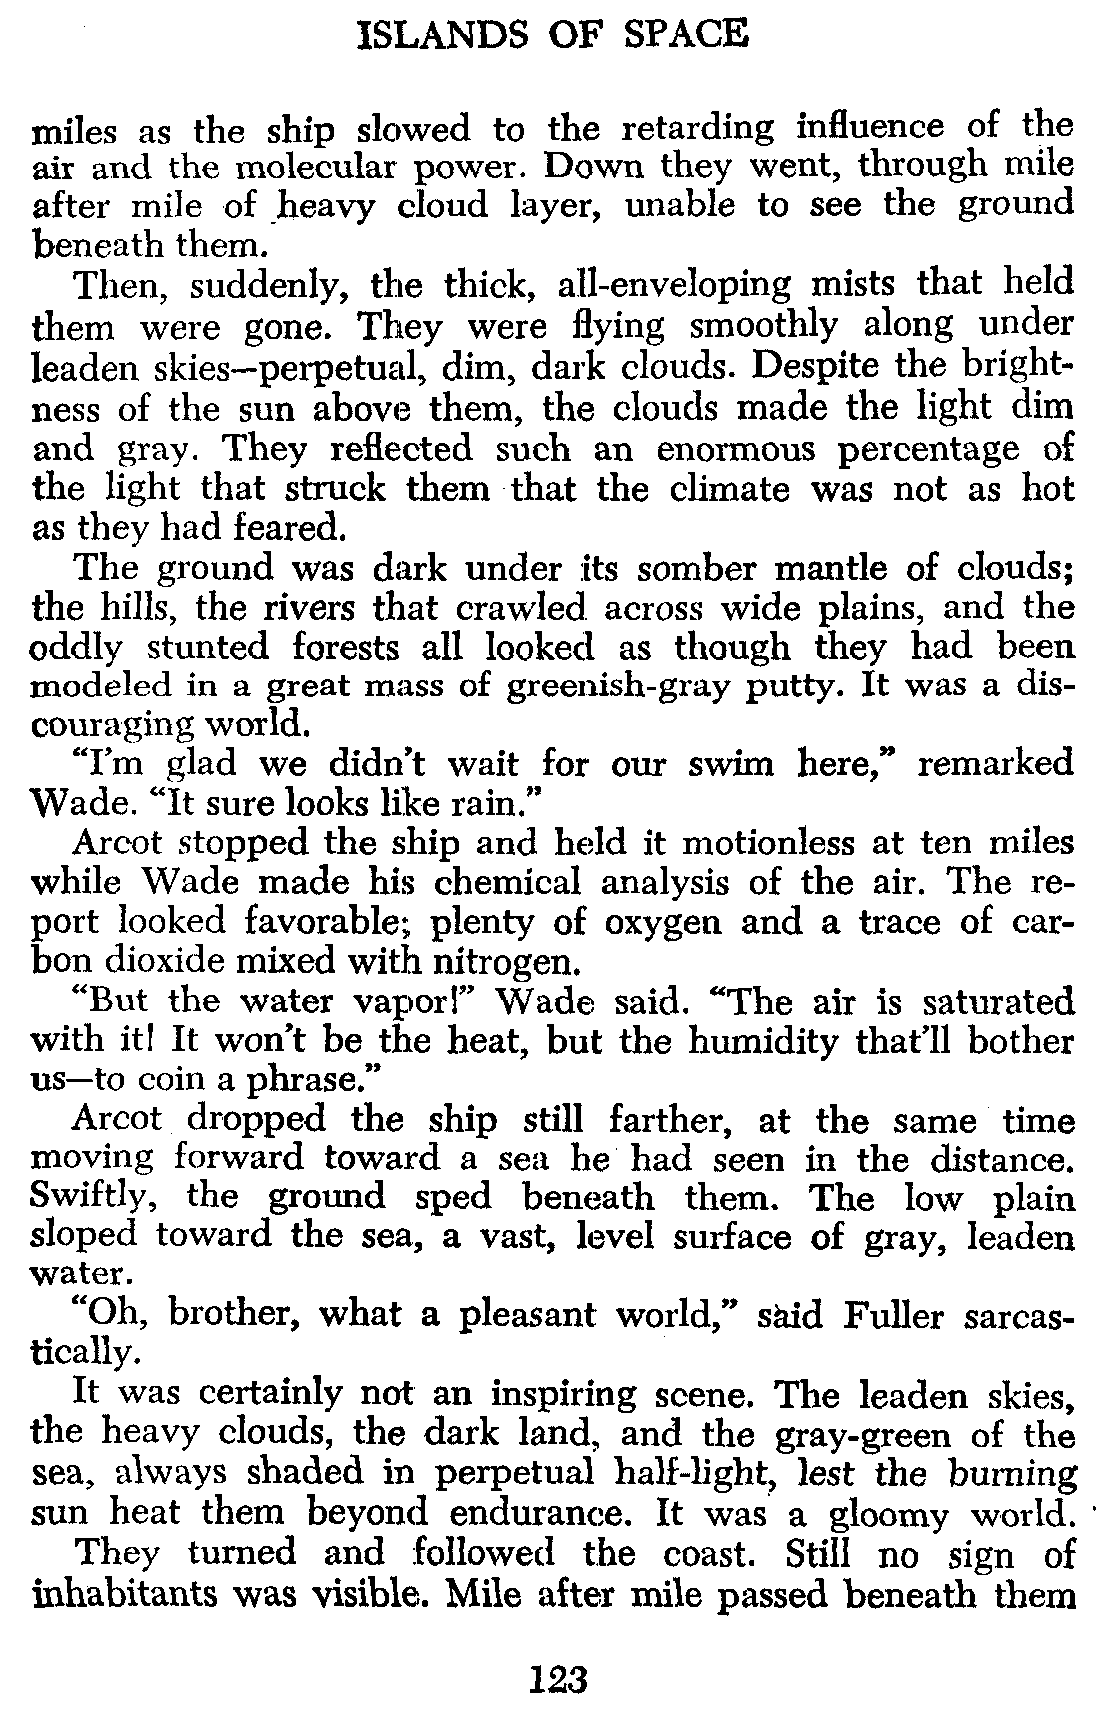 ISLANDS OF SPACE
miles as the ship slowed to the retarding influence of the
air and the molecular power. Down they went, through mile
after mile of heavy cloud layer, unable to see the ground
beneath them.
Then, suddenly, the thick, all-enveloping mists that held
them were gone. They were flying smoothly along under
leaden skies—perpetual, dim, dark clouds. Despite the bright-
ness of the sun above them, the clouds made the light dim
and gray. They reflected such an enormous percentage of
the light that struck them that the climate was not as hot
as they had feared.
The ground was dark under its somber mantle of clouds;
the hills, the rivers that crawled across wide plains, and the
oddly stunted forests all looked as though they had been
modeled in a great mass of greenish-gray putty. It was a dis-
couraging world.
“I’m glad we didn’t wait for our swim here,” remarked
Wade. “It sure looks like rain.”
Arcot stopped the ship and held it motionless at ten miles
while Wade made his chemical analysis of the air. The re-
port looked favorable; plenty of oxygen and a trace of car-
bon dioxide mixed with nitrogen.
“But the water vapor!” Wade said. “The air is saturated
with it! It won’t be the heat, but the humidity that’ll bother
us—to coin a phrase.”
Arcot dropped the ship still farther, at the same time
moving forward toward a sea he had seen in the distance.
Swiftly, the ground sped beneath them. The low plain
sloped toward the sea, a vast, level surface of gray, leaden
water.
“Oh, brother, what a pleasant world,” said Fuller sarcas-
tically.
It was certainly not an inspiring scene. The leaden skies,
the heavy clouds, the dark land, and the gray-green of the
sea, always shaded in perpetual half-light, lest the burning
sun heat them beyond endurance. It was a gloomy world.
They turned and followed the coast. Still no sign of
inhabitants was visible. Mile after mile passed beneath them
123